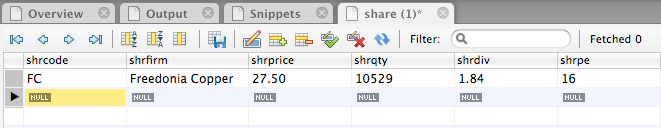 Overview Output Snippets share (1)*
Filter: Fetched 0
shrcode shrfirm shrprice shrqty shrdiv shrpe
FC Freedonia Copper 27.50 10529 1.84 16
NULL NULL NULL NULL NULL NULL